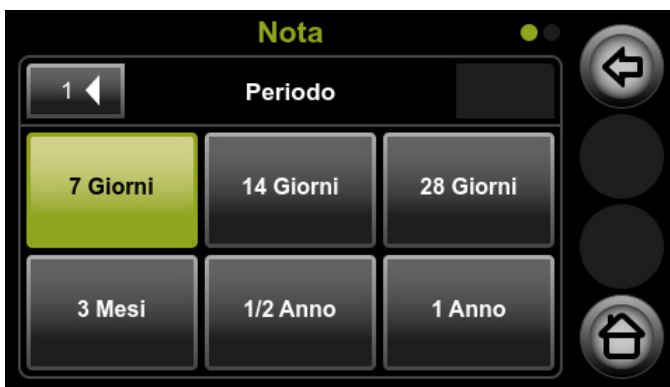 Nota
1 Periodo
7 Giorni 14 Giorni 28 Giorni
3 Mesi 1/2 Anno 1 Anno